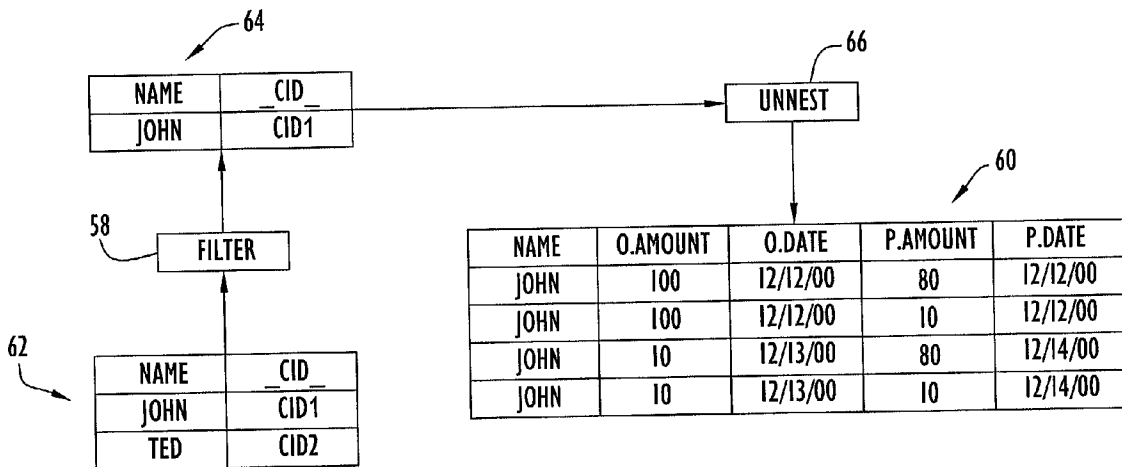 64
NAME _CID_
JOHN CID1
66
UNNEST
58
FILTER
62
NAME _CID_
JOHN CID1
TED CID2
60
NAME O.AMOUNT O.DATE P.AMOUNT P.DATE
JOHN 100 12/12/00 80 12/12/00
JOHN 100 12/12/00 10 12/12/00
JOHN 10 12/13/00 80 12/14/00
JOHN 10 12/13/00 10 12/14/00